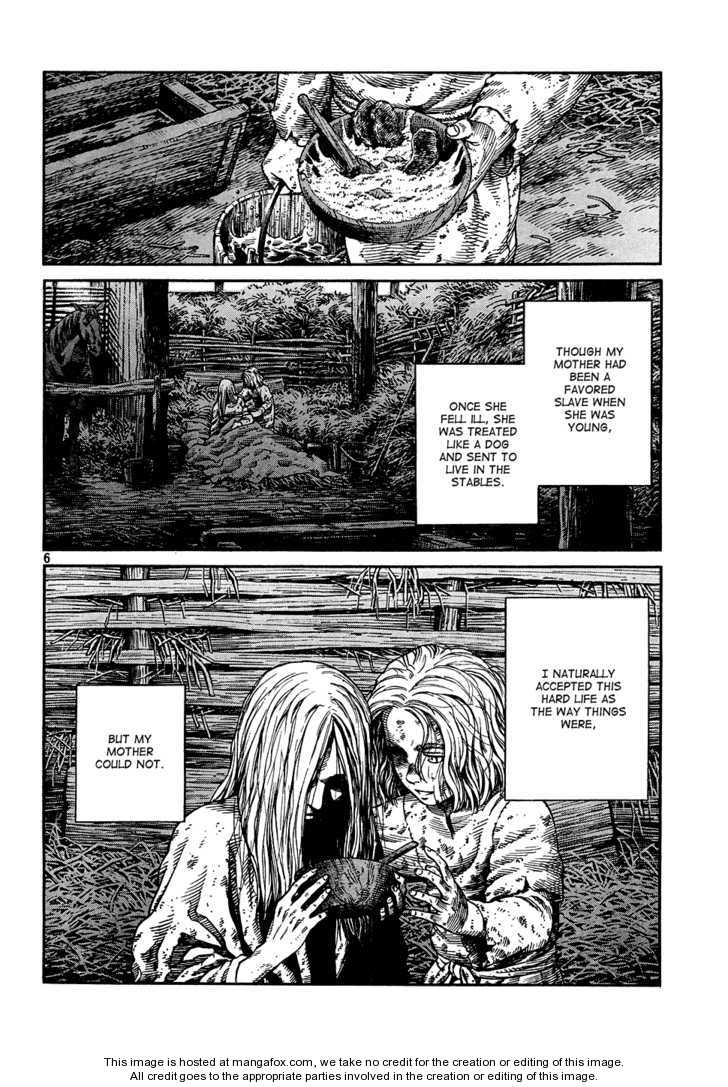 THOUGH MY
MOTHER HAD
BEEN A
FAVORED
SLAVE WHEN
SHE WAS
YOUNG,
ONCE SHE
FELL ILL, SHE
WAS TREATED
LIKE A DOG
AND SENT TO
LIVE IN THE
STABLES.
6
I NATURALLY
ACCEPTED THIS
HARD LIFE AS
THE WAY THINGS
WERE,
BUT MY
MOTHER
COULD NOT.
This image is hosted at mangafox.com, we take no credit for the creation or editing of this image.
All credit goes to the appropriate parties involved in the creation or editing of this image.